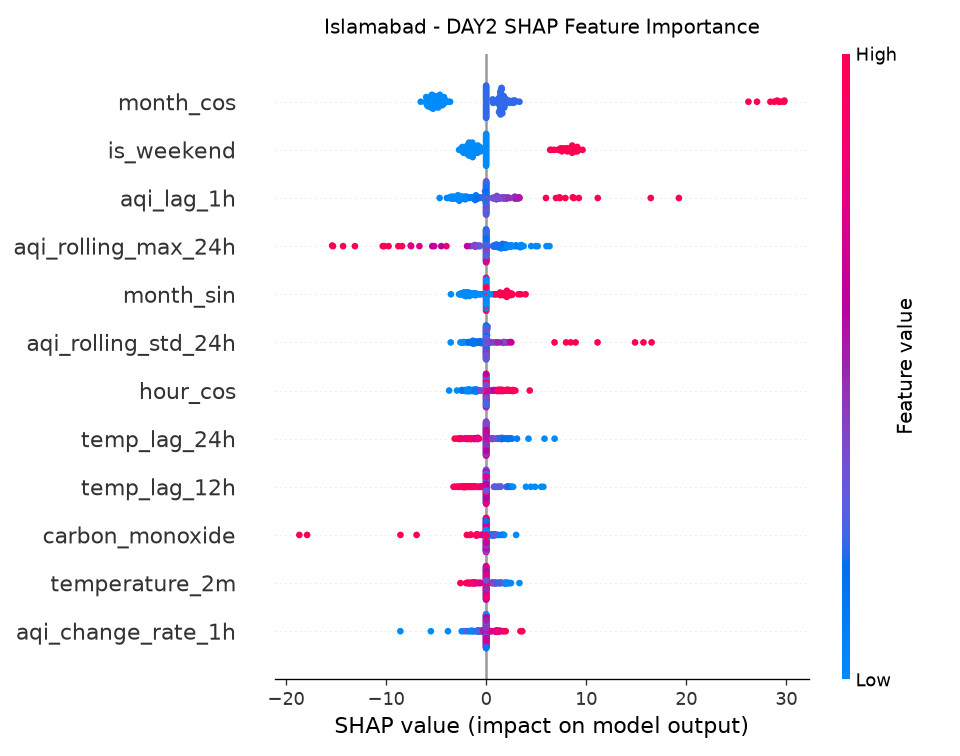 Islamabad - DAY2 SHAP Feature Importance
High
month_cos
is_weekend
aqi_lag_1h
aqi_rolling_max_24h
month_sin
aqi_rolling_std_24h
hour_cos
temp_lag_24h
temp_lag_12h
carbon_monoxide
temperature_2m
aqi_change_rate_1h
Feature value
Low
−20 −10 0 10 20 30
SHAP value (impact on model output)